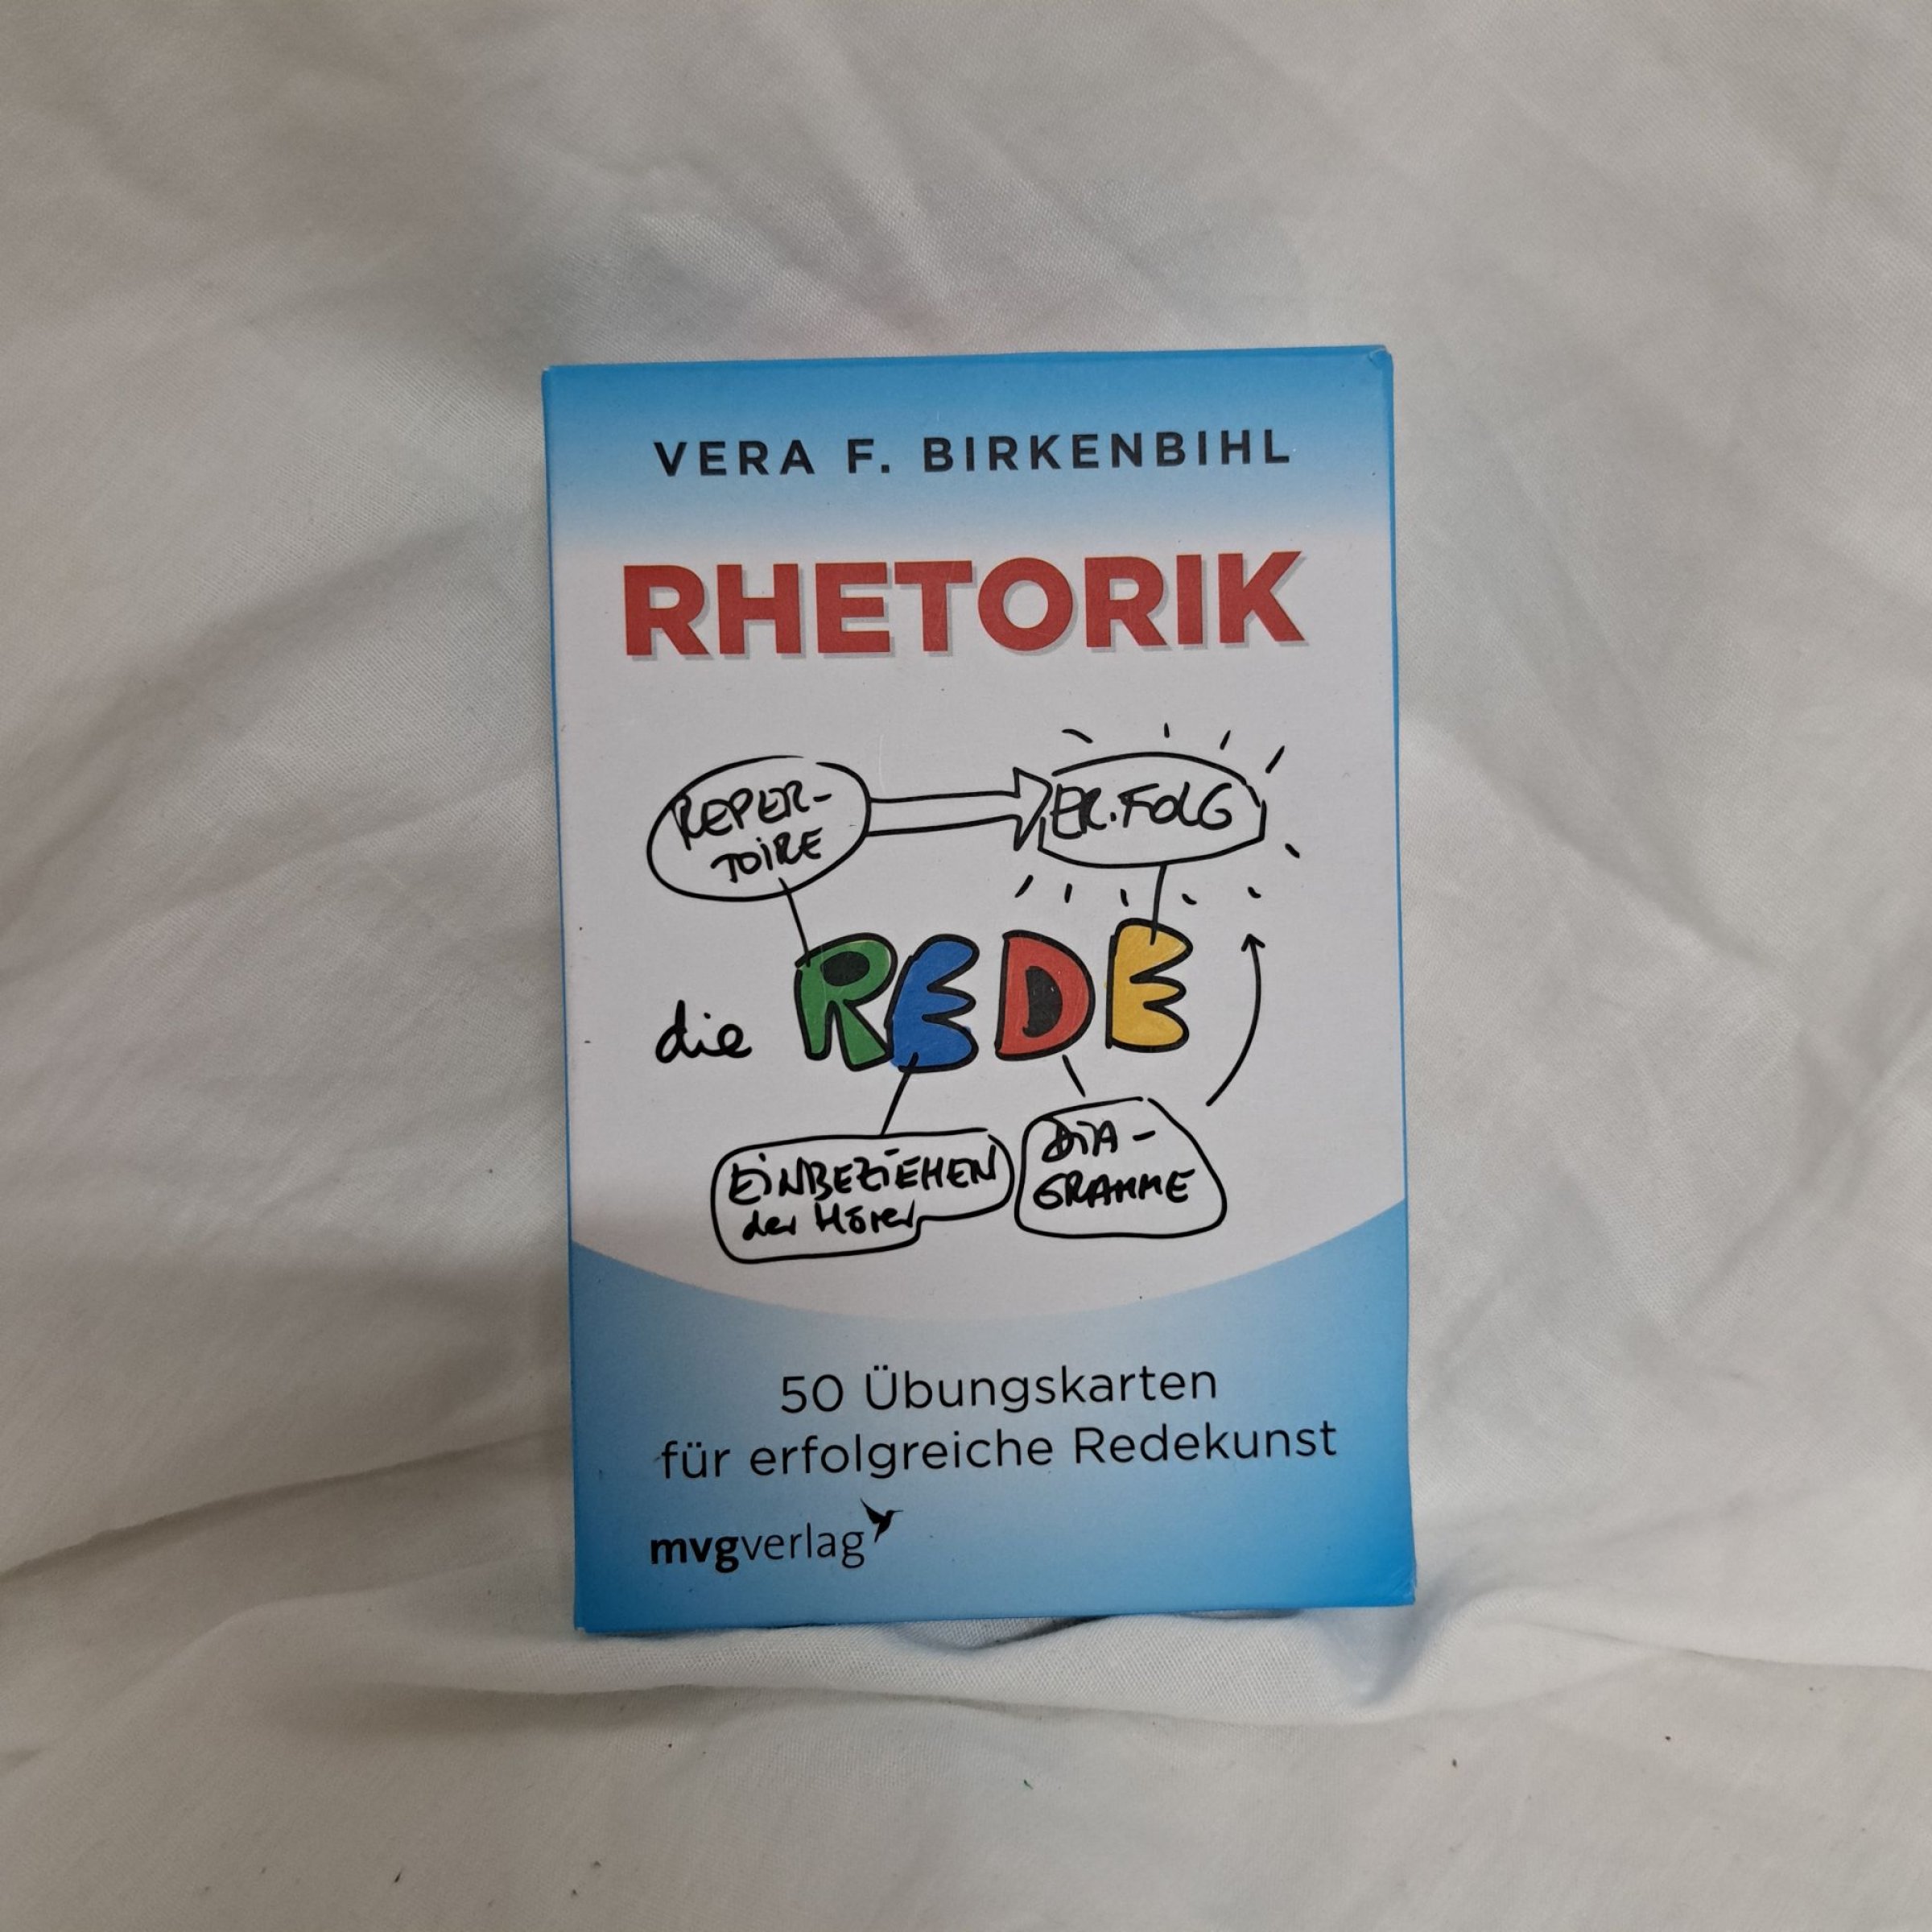 VERA F. BIRKENBIHL
RHETORIK
REPER-
TOIRE
ER.FOLG
die REDE
EINBEZIEHEN
der Hörer
DIA-
GRAMME
50 Übungskarten
für erfolgreiche Redekunst
mvgverlag